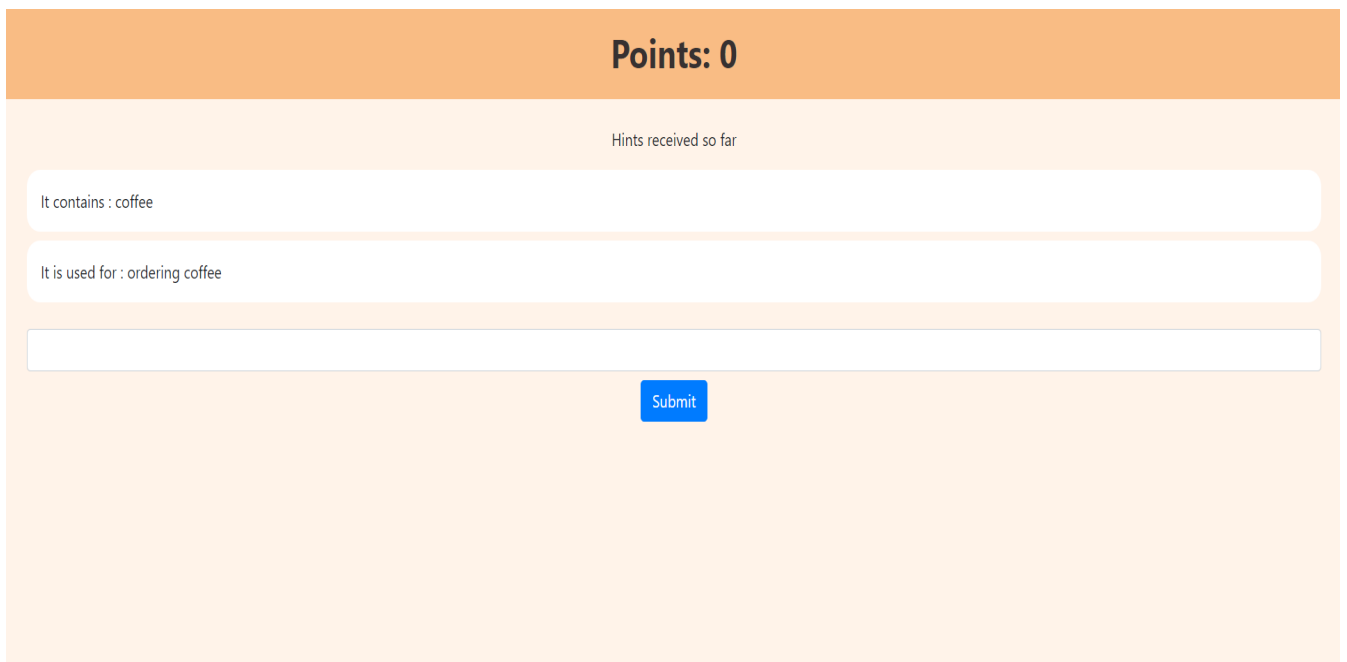 Points: 0
Hints received so far
It contains : coffee
It is used for : ordering coffee
Submit